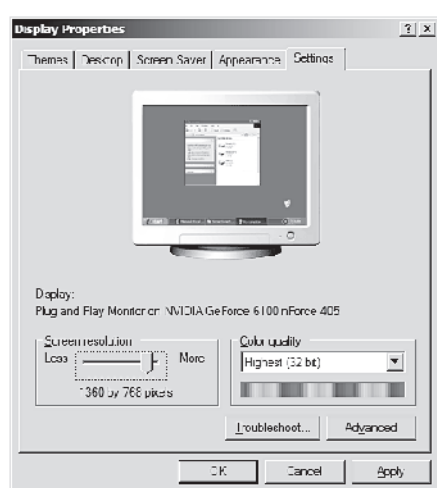 Display Properties
Themes Desktop Screen Saver Appearance Settings
Display:
Plug and Play Monitor on NVIDIA GeForce 6100 nForce 405
Screen resolution
Less More
1360 by 768 pixels
Color quality
Highest (32 bit)
Troubleshoot... Advanced
OK Cancel Apply